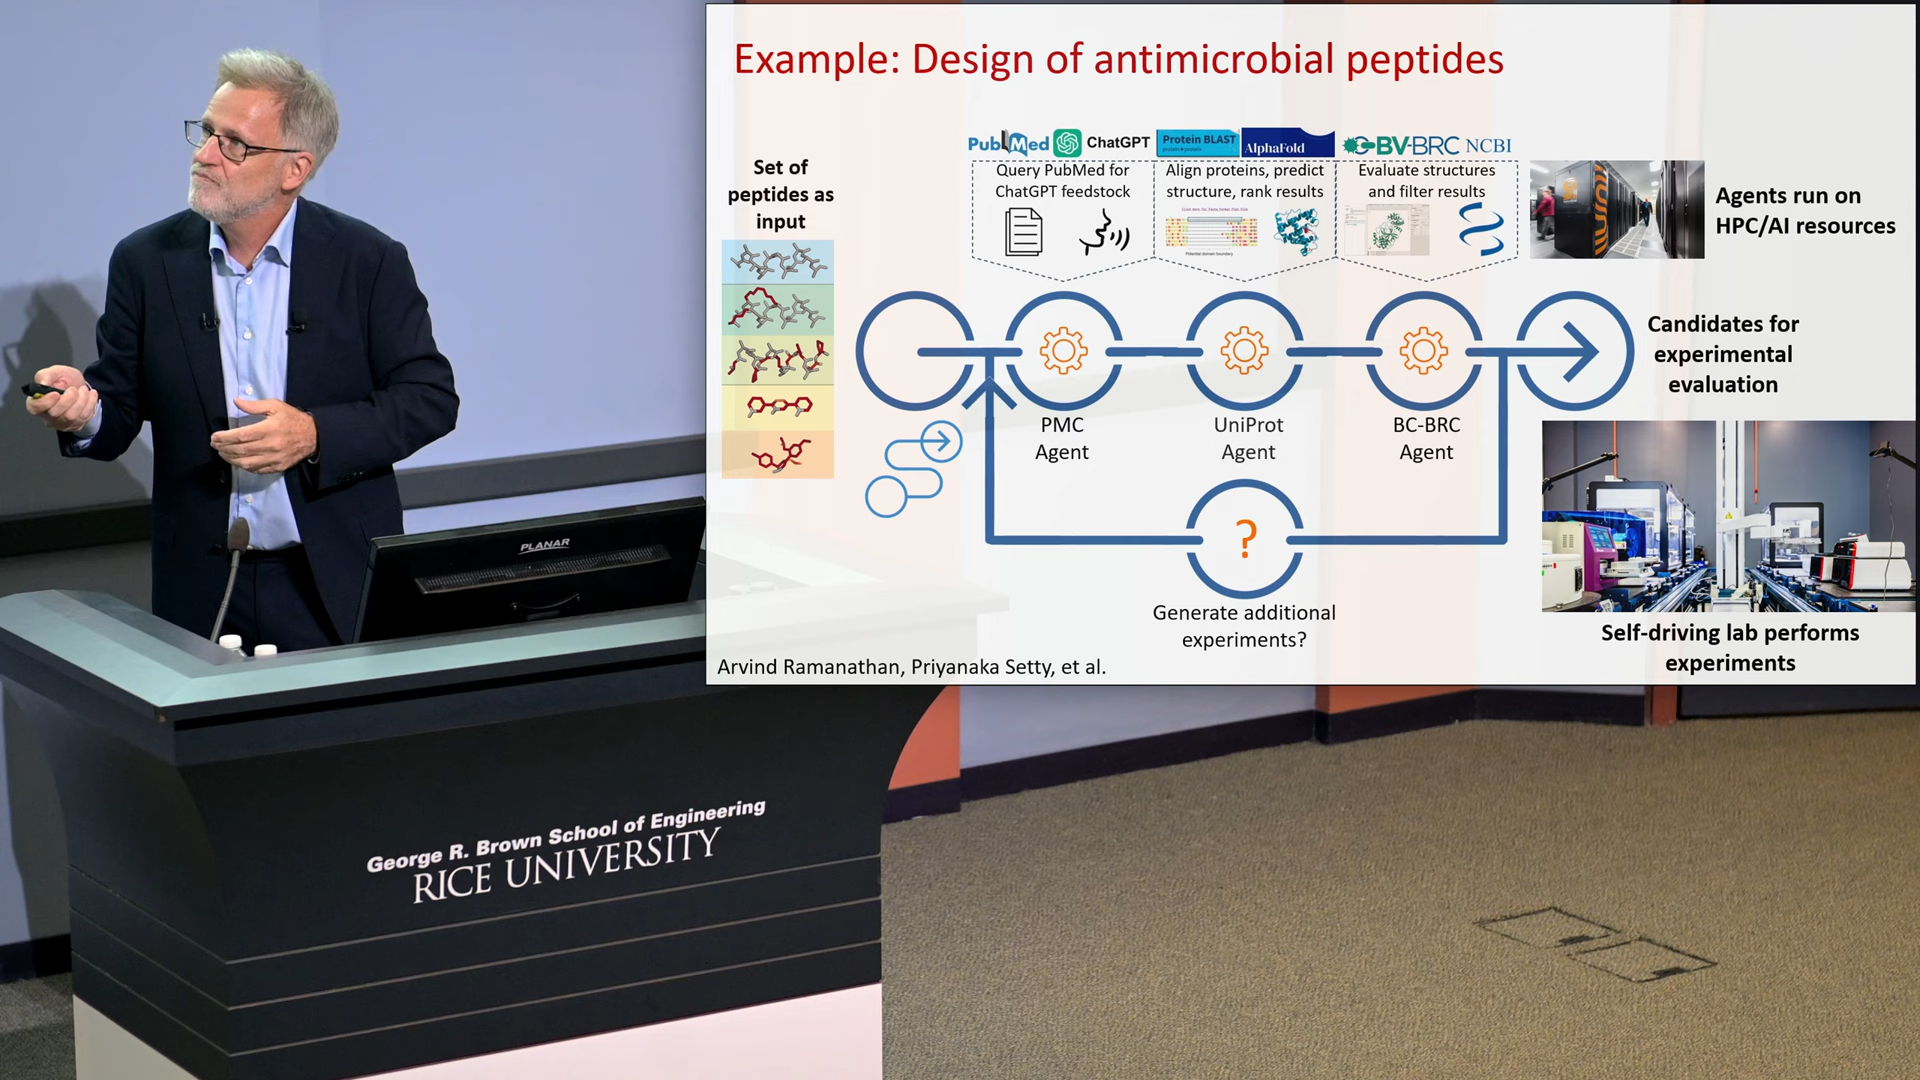 Example: Design of antimicrobial peptides
Set of
peptides as
input
PubMed
ChatGPT
Protein BLAST
AlphaFold
BV-BRC
NCBI
Query PubMed for
ChatGPT feedstock
Align proteins, predict
structure, rank results
Evaluate structures
and filter results
Potential domain boundary
Agents run on
HPC/AI resources
PMC
Agent
UniProt
Agent
BC-BRC
Agent
Candidates for
experimental
evaluation
?
Generate additional
experiments?
Self-driving lab performs
experiments
Arvind Ramanathan, Priyanaka Setty, et al.
PLANAR
George R. Brown School of Engineering
RICE UNIVERSITY